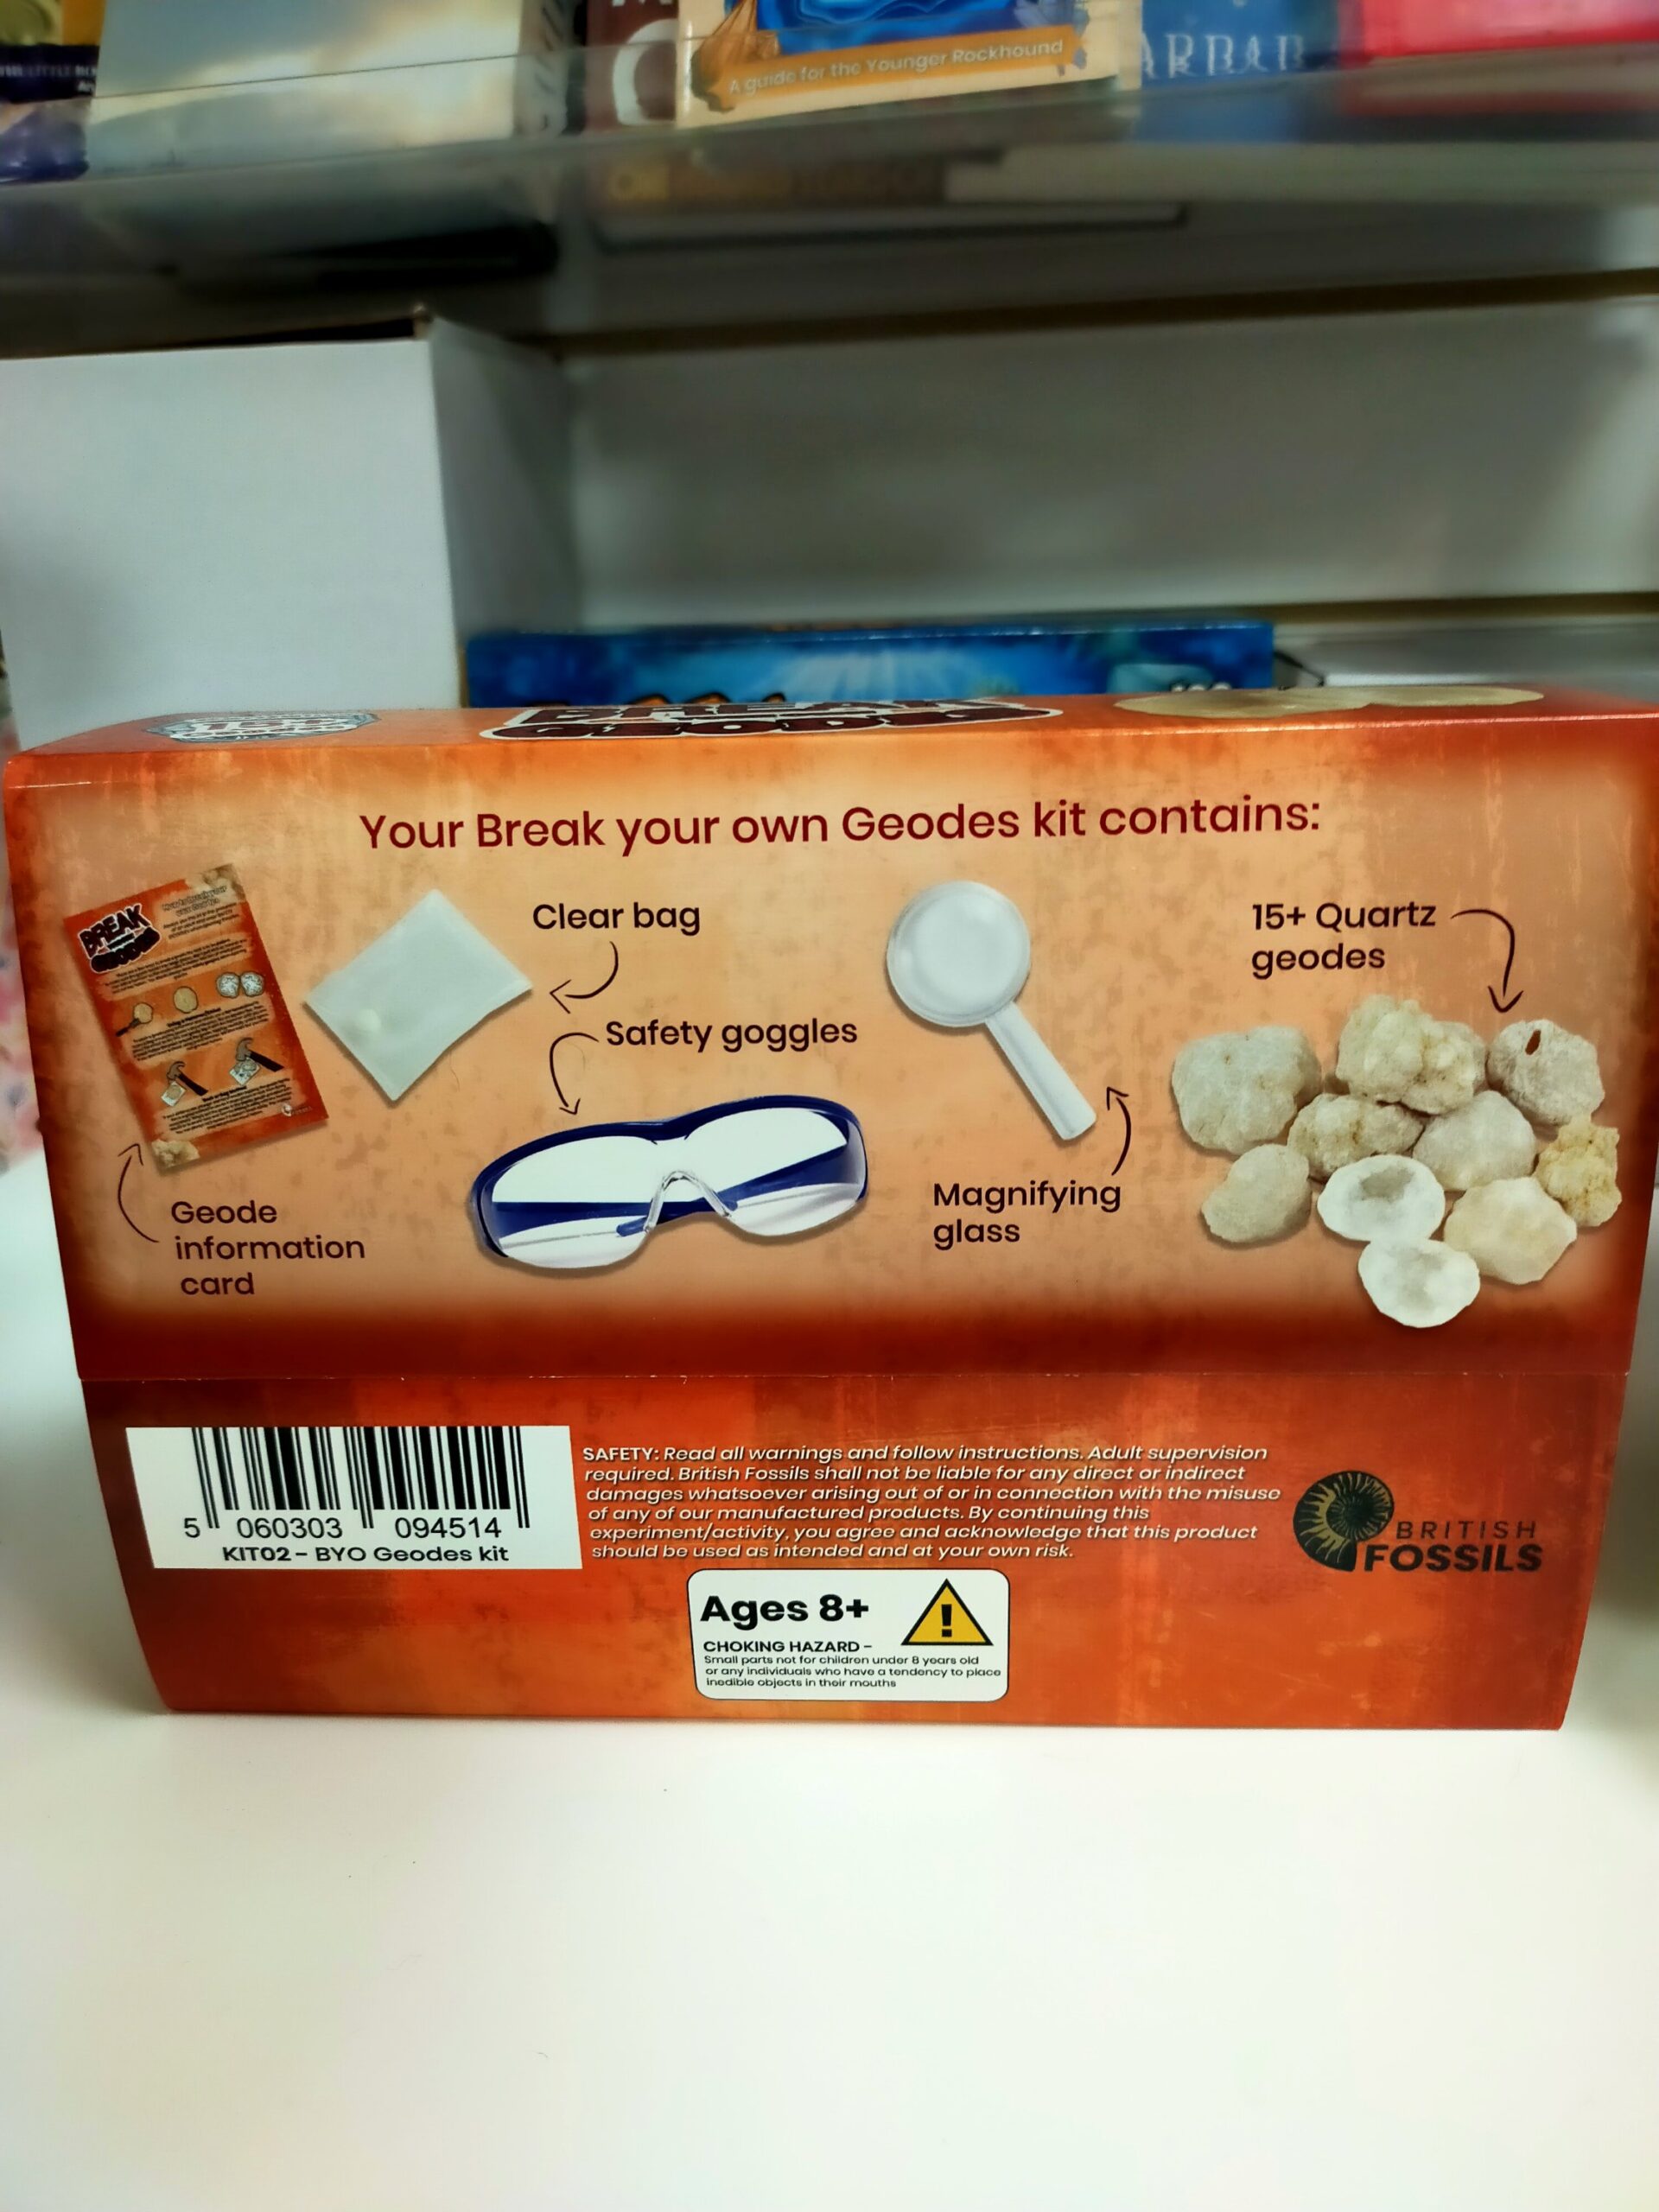 A guide for the Younger Rockhound
Your Break your own Geodes kit contains:
BREAK
Clear bag
Safety goggles
15+ Quartz
geodes
Magnifying
glass
Geode
information
card
5 060303 094514
KIT02 - BYO Geodes kit
SAFETY: Read all warnings and follow instructions. Adult supervision
required. British Fossils shall not be liable for any direct or indirect
damages whatsoever arising out of or in connection with the misuse
of any of our manufactured products. By continuing this
experiment/activity, you agree and acknowledge that this product
should be used as intended and at your own risk.
BRITISH
FOSSILS
Ages 8+
CHOKING HAZARD -
Small parts not for children under 8 years old
or any individuals who have a tendency to place
inedible objects in their mouths